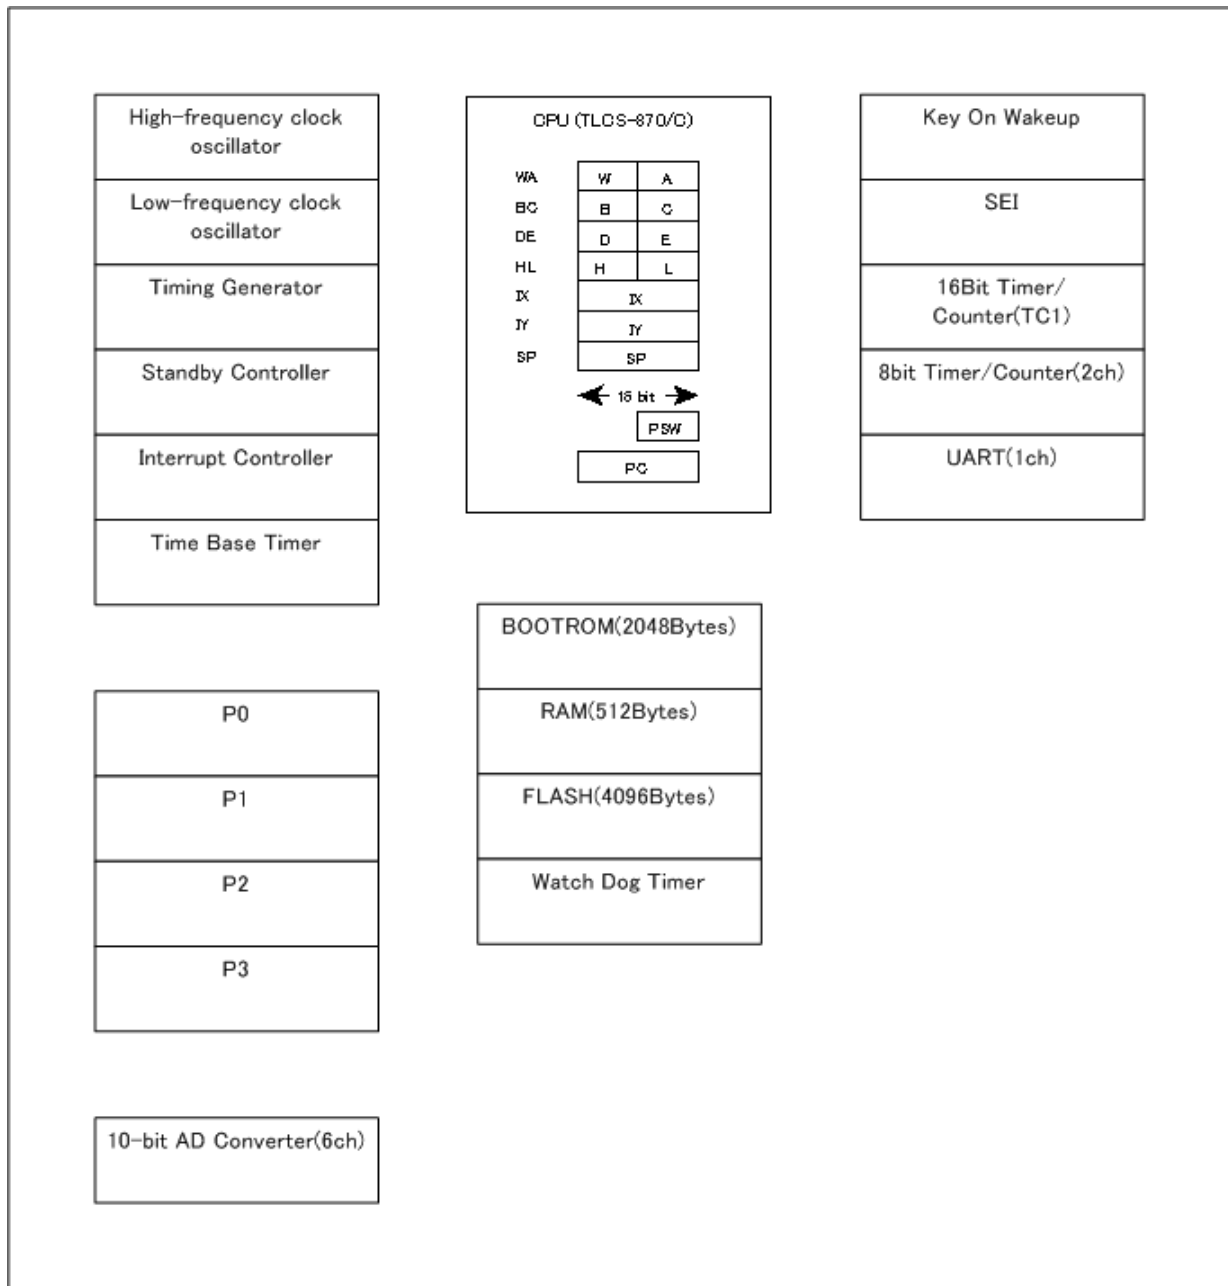 High-frequency clock
oscillator
Low-frequency clock
oscillator
Timing Generator
Standby Controller
Interrupt Controller
Time Base Timer
P0
P1
P2
P3
10-bit AD Converter(6ch)
CPU (TLCS-870/C)
WA W A
BC B C
DE D E
HL H L
IX IX
IY IY
SP SP
16 bit
PSW
PC
BOOTROM(2048Bytes)
RAM(512Bytes)
FLASH(4096Bytes)
Watch Dog Timer
Key On Wakeup
SEI
16Bit Timer/
Counter(TC1)
8bit Timer/Counter(2ch)
UART(1ch)